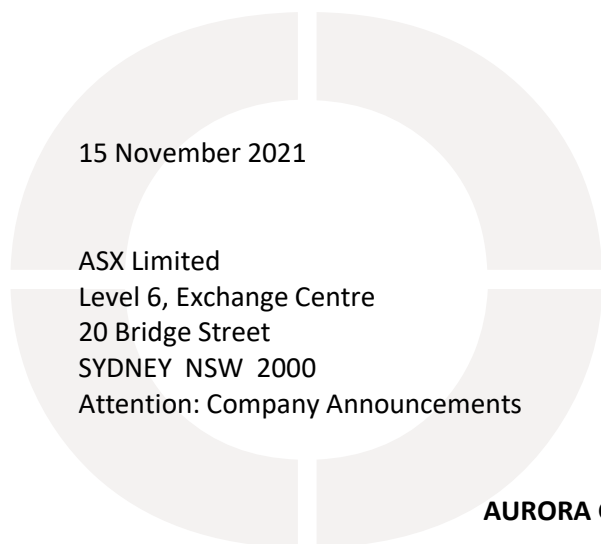 15 November 2021
ASX Limited
Level 6, Exchange Centre
20 Bridge Street
SYDNEY NSW 2000
Attention: Company Announcements
AURORA